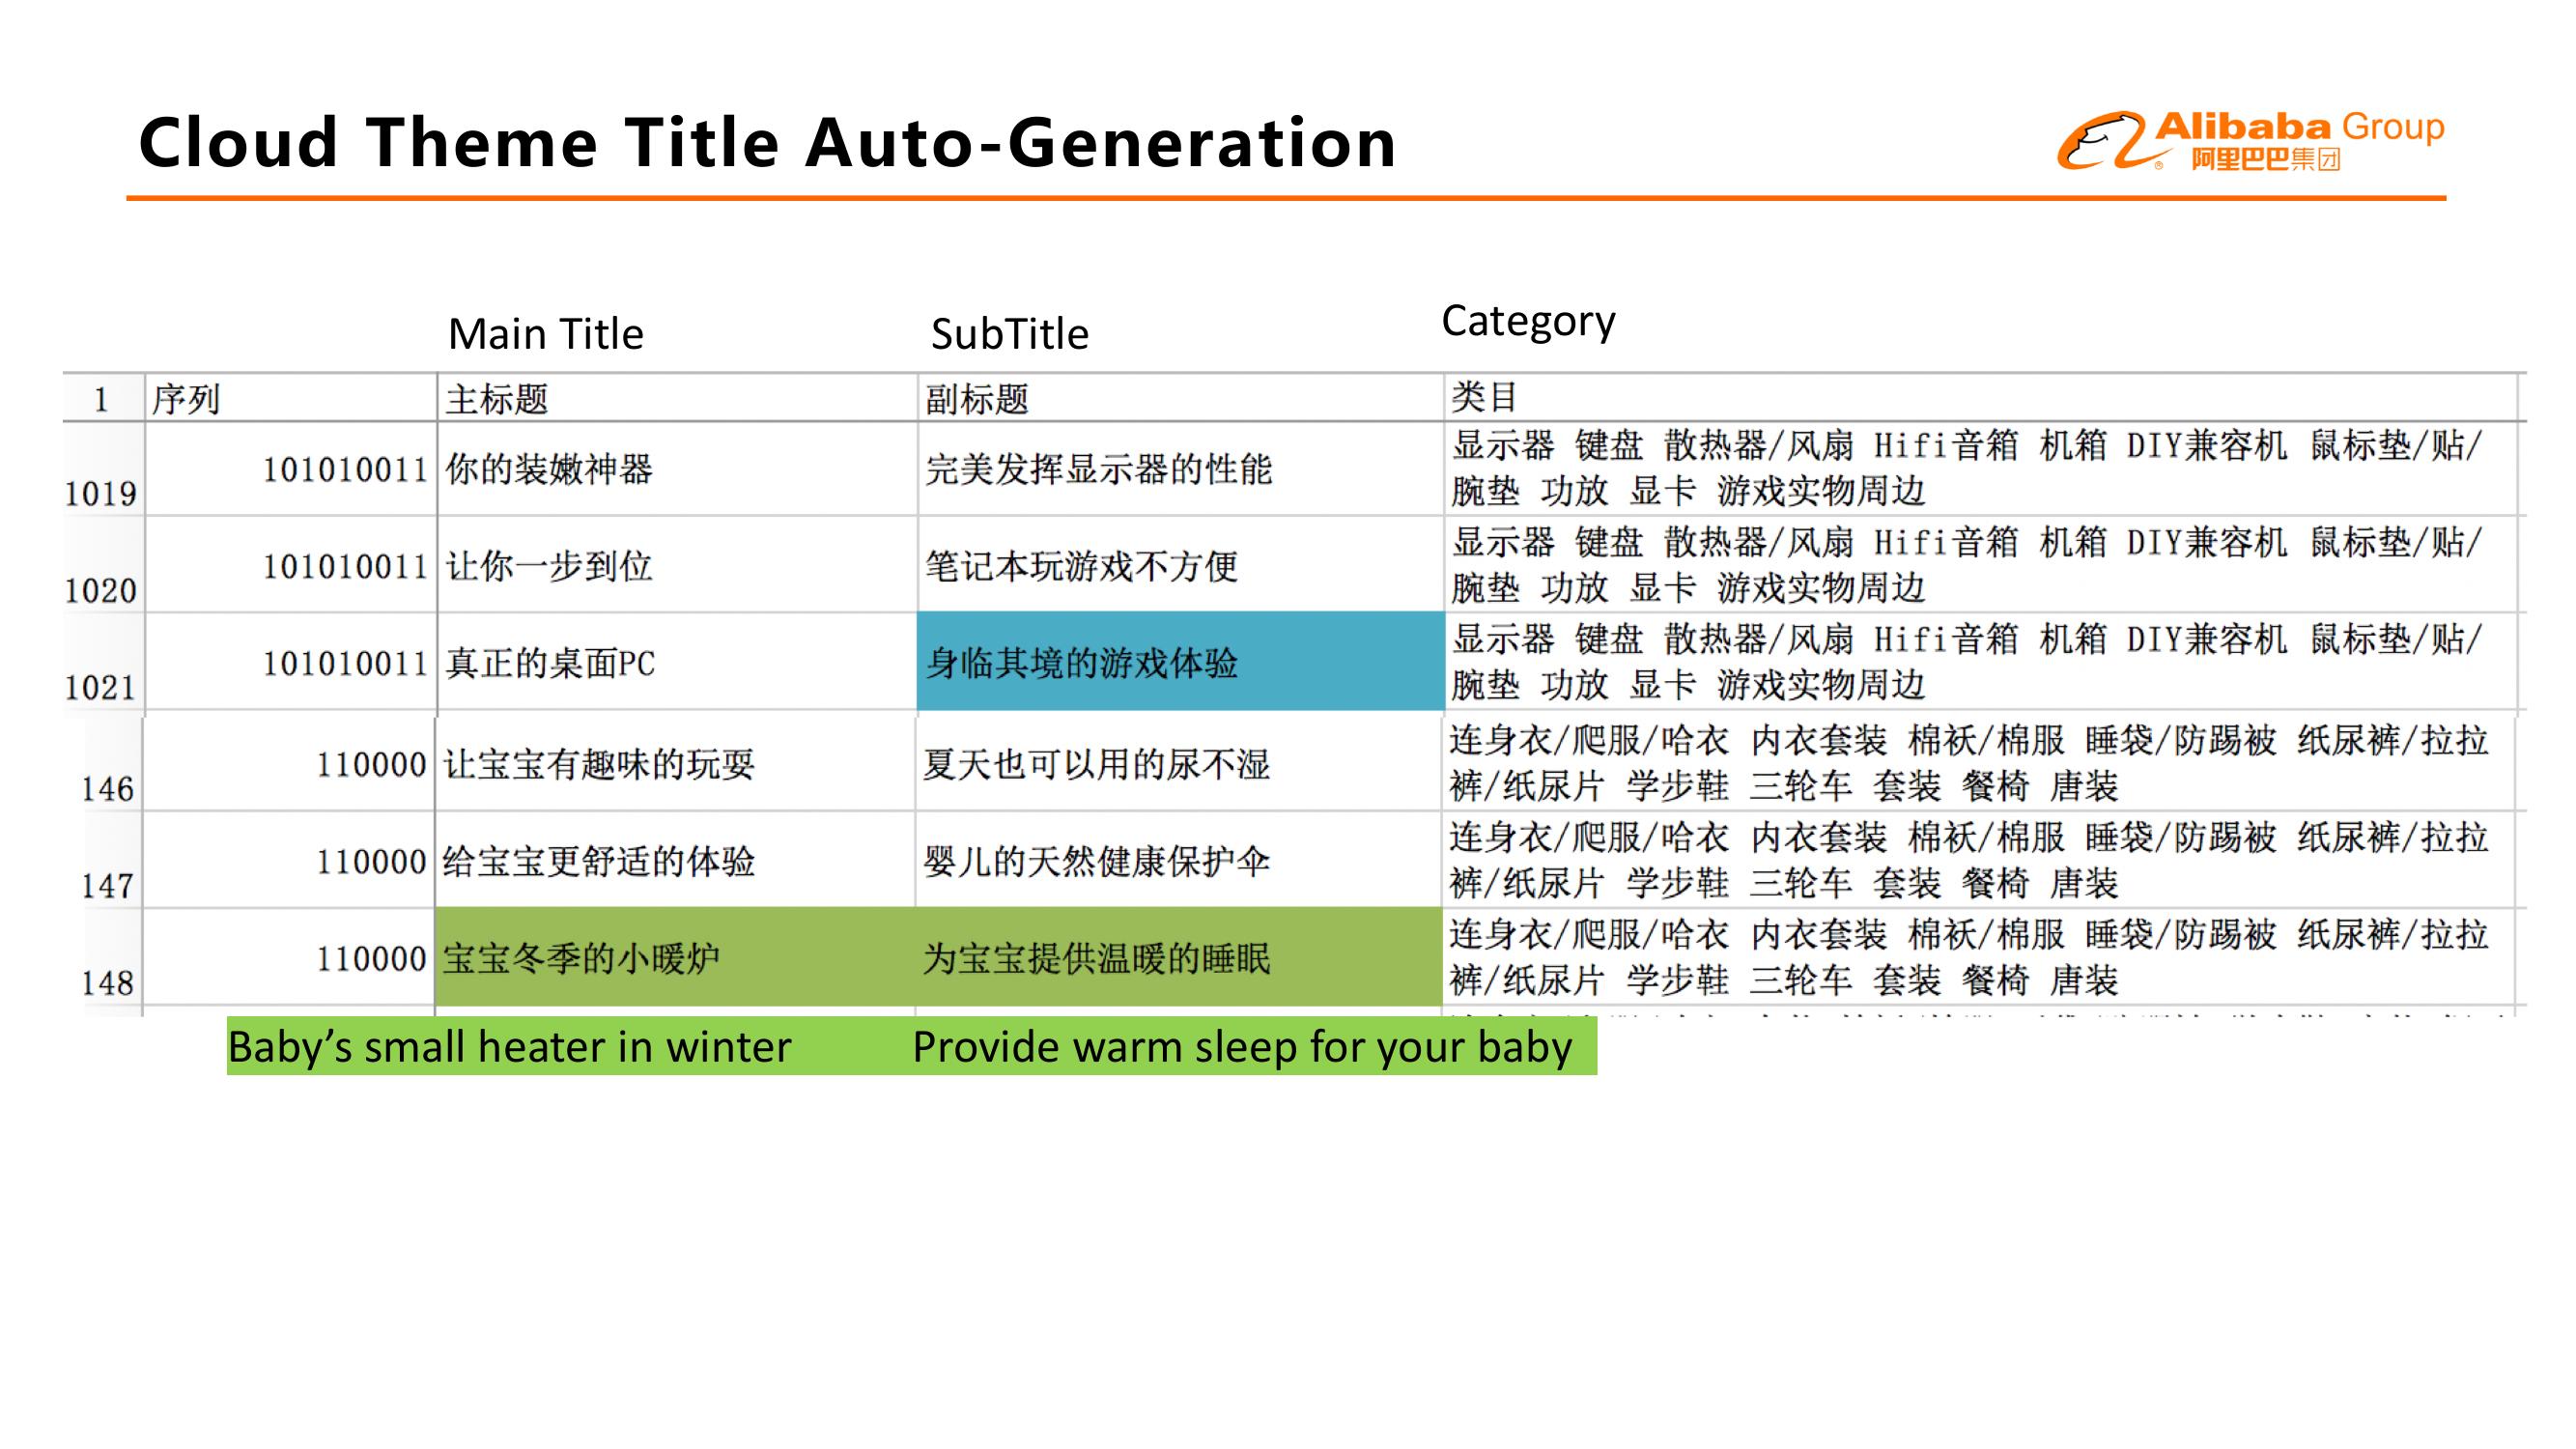 Cloud Theme Title Auto-Generation
Alibaba Group
阿里巴巴集团
Main Title SubTitle Category
1 序列 主标题 副标题 类目
1019 101010011 你的装嫩神器 完美发挥显示器的性能 显示器 键盘 散热器/风扇 Hifi音箱 机箱 DIY兼容机 鼠标垫/贴/
腕垫 功放 显卡 游戏实物周边
1020 101010011 让你一步到位 笔记本玩游戏不方便 显示器 键盘 散热器/风扇 Hifi音箱 机箱 DIY兼容机 鼠标垫/贴/
腕垫 功放 显卡 游戏实物周边
1021 101010011 真正的桌面PC 身临其境的游戏体验 显示器 键盘 散热器/风扇 Hifi音箱 机箱 DIY兼容机 鼠标垫/贴/
腕垫 功放 显卡 游戏实物周边
146 110000 让宝宝有趣味的玩耍 夏天也可以用的尿不湿 连身衣/爬服/哈衣 内衣套装 棉袄/棉服 睡袋/防踢被 纸尿裤/拉拉
裤/纸尿片 学步鞋 三轮车 套装 餐椅 唐装
147 110000 给宝宝更舒适的体验 婴儿的天然健康保护伞 连身衣/爬服/哈衣 内衣套装 棉袄/棉服 睡袋/防踢被 纸尿裤/拉拉
裤/纸尿片 学步鞋 三轮车 套装 餐椅 唐装
148 110000 宝宝冬季的小暖炉 为宝宝提供温暖的睡眠 连身衣/爬服/哈衣 内衣套装 棉袄/棉服 睡袋/防踢被 纸尿裤/拉拉
裤/纸尿片 学步鞋 三轮车 套装 餐椅 唐装
Baby’s small heater in winter Provide warm sleep for your baby